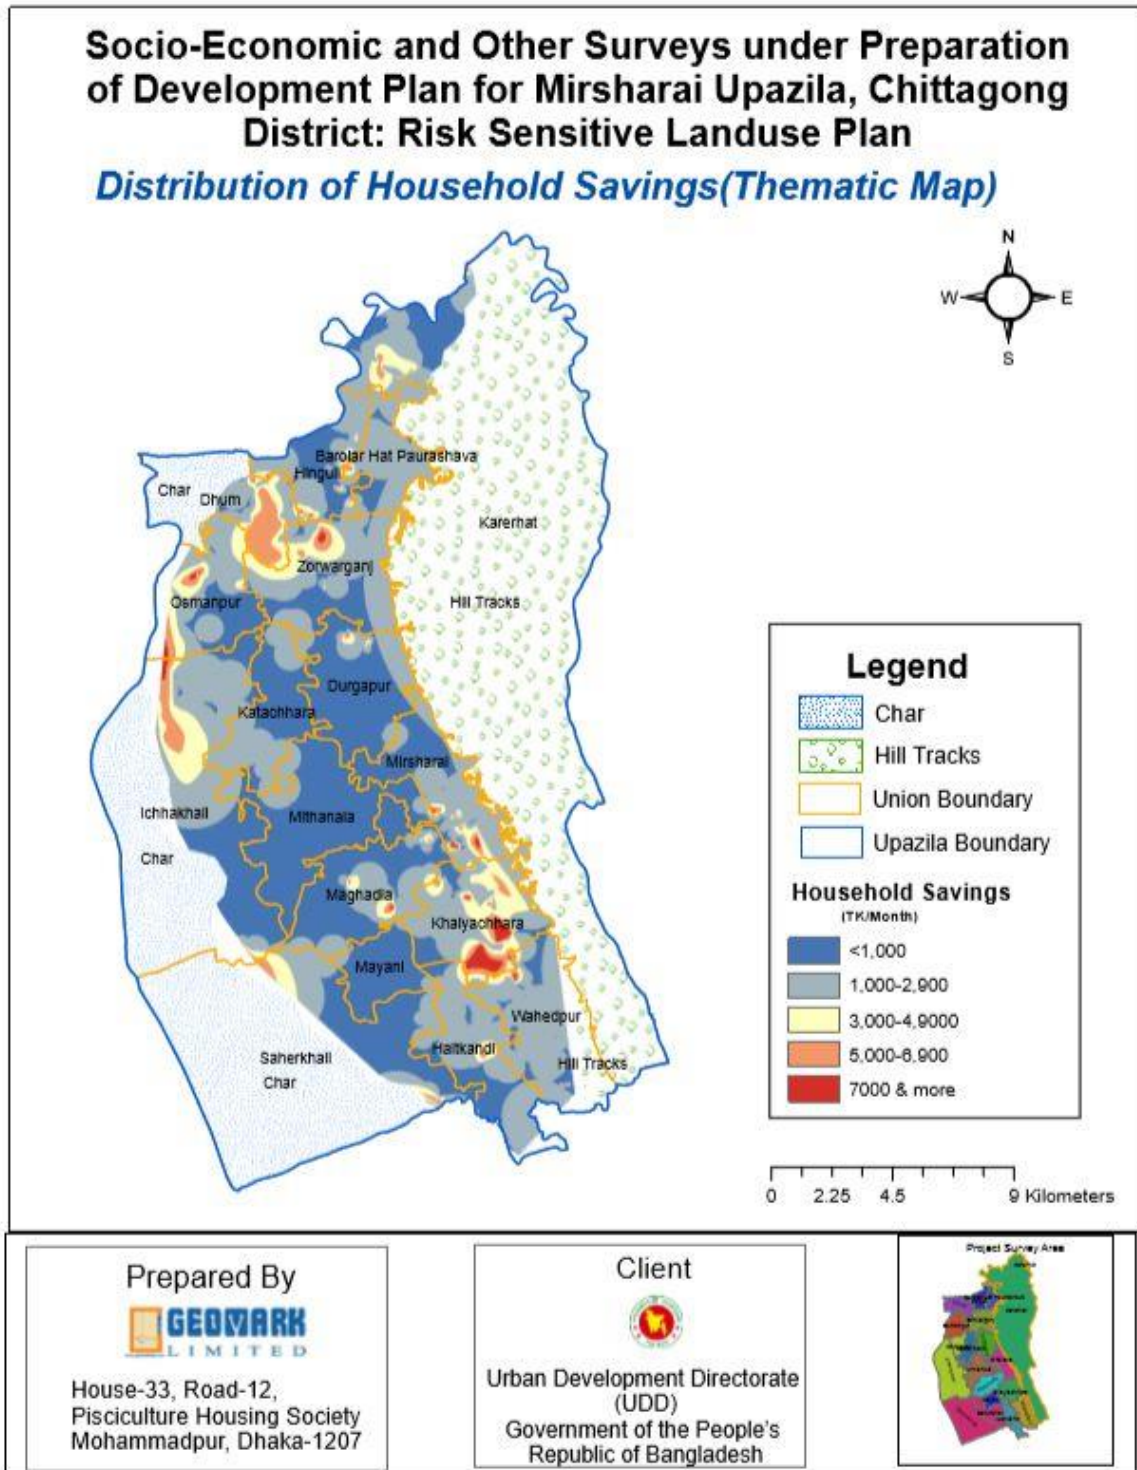 Socio-Economic and Other Surveys under Preparation
of Development Plan for Mirsharai Upazila, Chittagong
District: Risk Sensitive Landuse Plan
Distribution of Household Savings(Thematic Map)
N
W
E
S
Barolar Hat Paurashava
Hinguli
Char
Dhum
Karerhat
Zorwarganj
Osmanpur
Hill Tracks
Durgapur
Katachhara
Mirsharai
Ichhakhali
Mithanala
Char
Maghadia
Khaiyachhara
Mayani
Wahedpur
Haitkandi
Saherkhali
Char
Hill Tracks
Legend
Char
Hill Tracks
Union Boundary
Upazila Boundary
Household Savings
(TK/Month)
<1,000
1,000-2,900
3,000-4,9000
5,000-6,900
7000 & more
0 2.25 4.5 9 Kilometers
Prepared By
GEOMARK
LIMITED
House-33, Road-12,
Pisciculture Housing Society
Mohammadpur, Dhaka-1207
Client
Urban Development Directorate
(UDD)
Government of the People's
Republic of Bangladesh
Project Survey Area